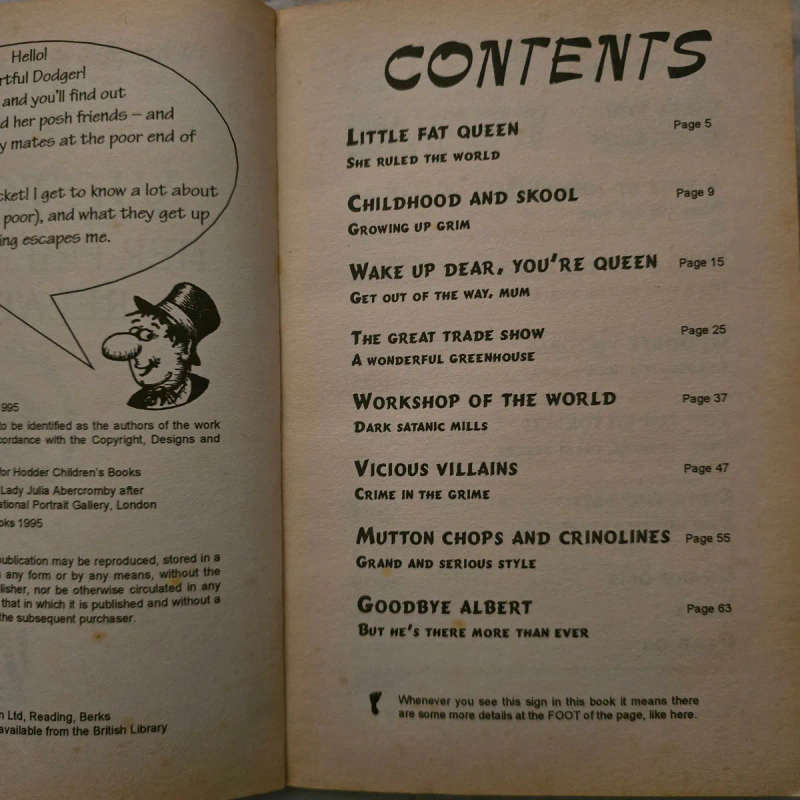 Hello!
rtful Dodger!
and you'll find out
d her posh friends – and
y mates at the poor end of
cket! I get to know a lot about
poor), and what they get up
ing escapes me.
1995
to be identified as the authors of the work
cordance with the Copyright, Designs and
for Hodder Children's Books
Lady Julia Abercromby after
ational Portrait Gallery, London
oks 1995
publication may be reproduced, stored in a
any form or by any means, without the
lisher, nor be otherwise circulated in any
that in which it is published and without a
the subsequent purchaser.
n Ltd, Reading, Berks
available from the British Library
CONTENTS
LITTLE FAT QUEEN Page 5
SHE RULED THE WORLD
CHILDHOOD AND SKOOL Page 9
GROWING UP GRIM
WAKE UP DEAR, YOU'RE QUEEN Page 15
GET OUT OF THE WAY, MUM
THE GREAT TRADE SHOW Page 25
A WONDERFUL GREENHOUSE
WORKSHOP OF THE WORLD Page 37
DARK SATANIC MILLS
VICIOUS VILLAINS Page 47
CRIME IN THE GRIME
MUTTON CHOPS AND CRINOLINES Page 55
GRAND AND SERIOUS STYLE
GOODBYE ALBERT Page 63
BUT HE'S THERE MORE THAN EVER
Whenever you see this sign in this book it means there
are some more details at the FOOT of the page, like here.